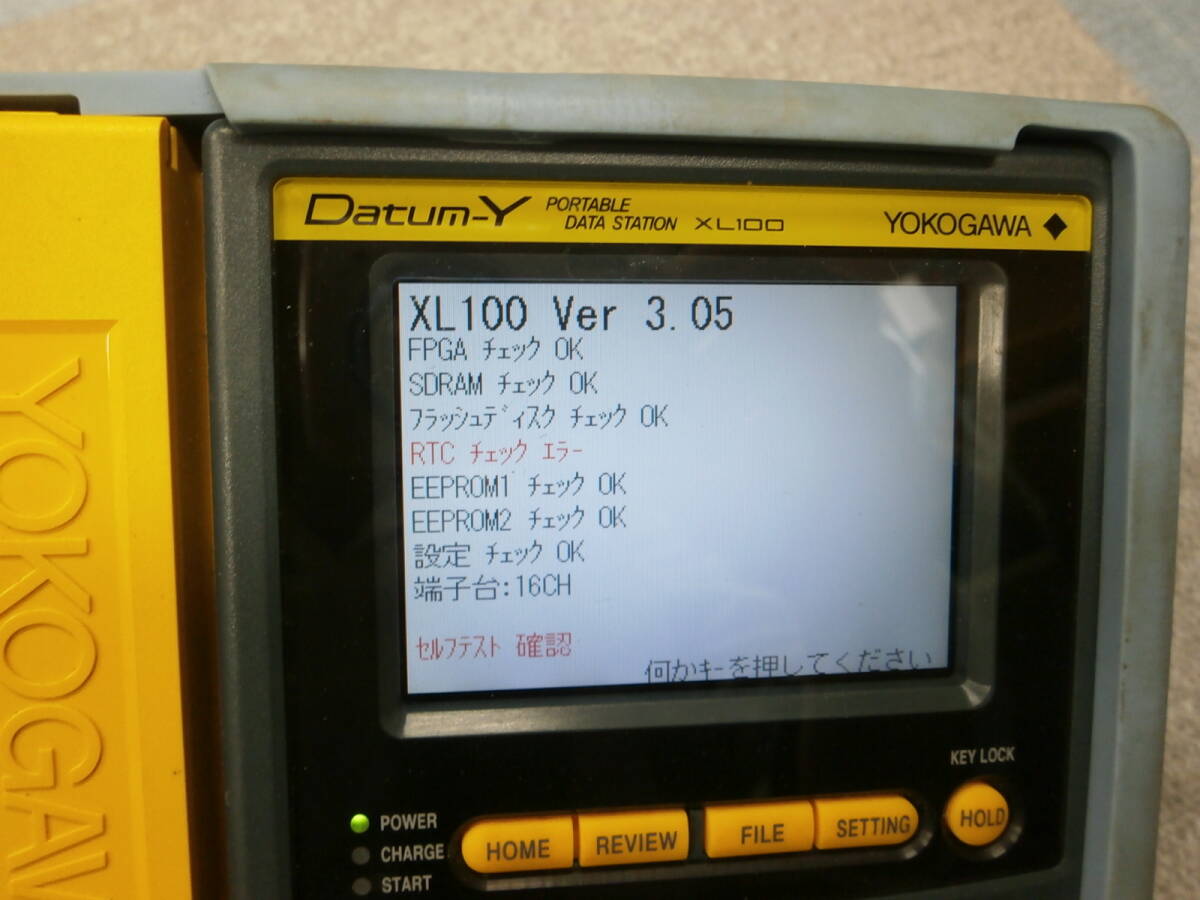 Datum-Y PORTABLE DATA STATION XL100 YOKOGAWA
XL100 Ver 3.05
FPGA ﾁｪｯｸ OK
SDRAM ﾁｪｯｸ OK
ﾌﾗｯｼｭﾃﾞｨｽｸ ﾁｪｯｸ OK
RTC ﾁｪｯｸ ｴﾗｰ
EEPROM1 ﾁｪｯｸ OK
EEPROM2 ﾁｪｯｸ OK
設定 ﾁｪｯｸ OK
端子台:16CH
ｾﾙﾌﾃｽﾄ 確認
何かｷｰを押してください
KEY LOCK
POWER
CHARGE
START
HOME REVIEW FILE SETTING HOLD
YOKOGAW